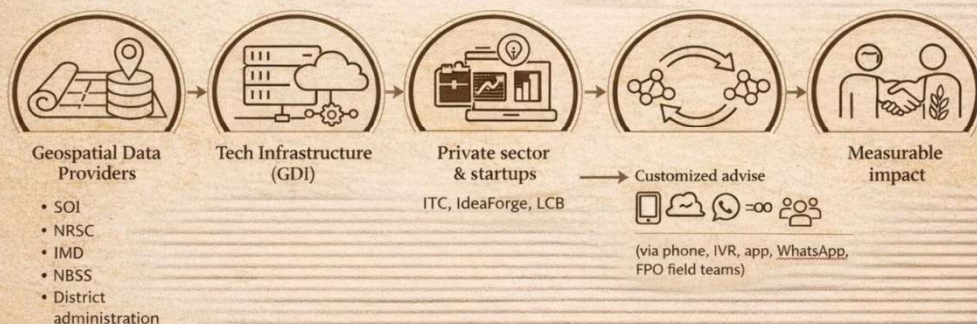 Geospatial Data
Providers
• SOI
• NRSC
• IMD
• NBSS
• District
administration
Tech Infrastructure
(GDI)
Private sector
& startups
ITC, IdeaForge, LCB
Customized advise
(via phone, IVR, app, WhatsApp,
FPO field teams)
Measurable
impact